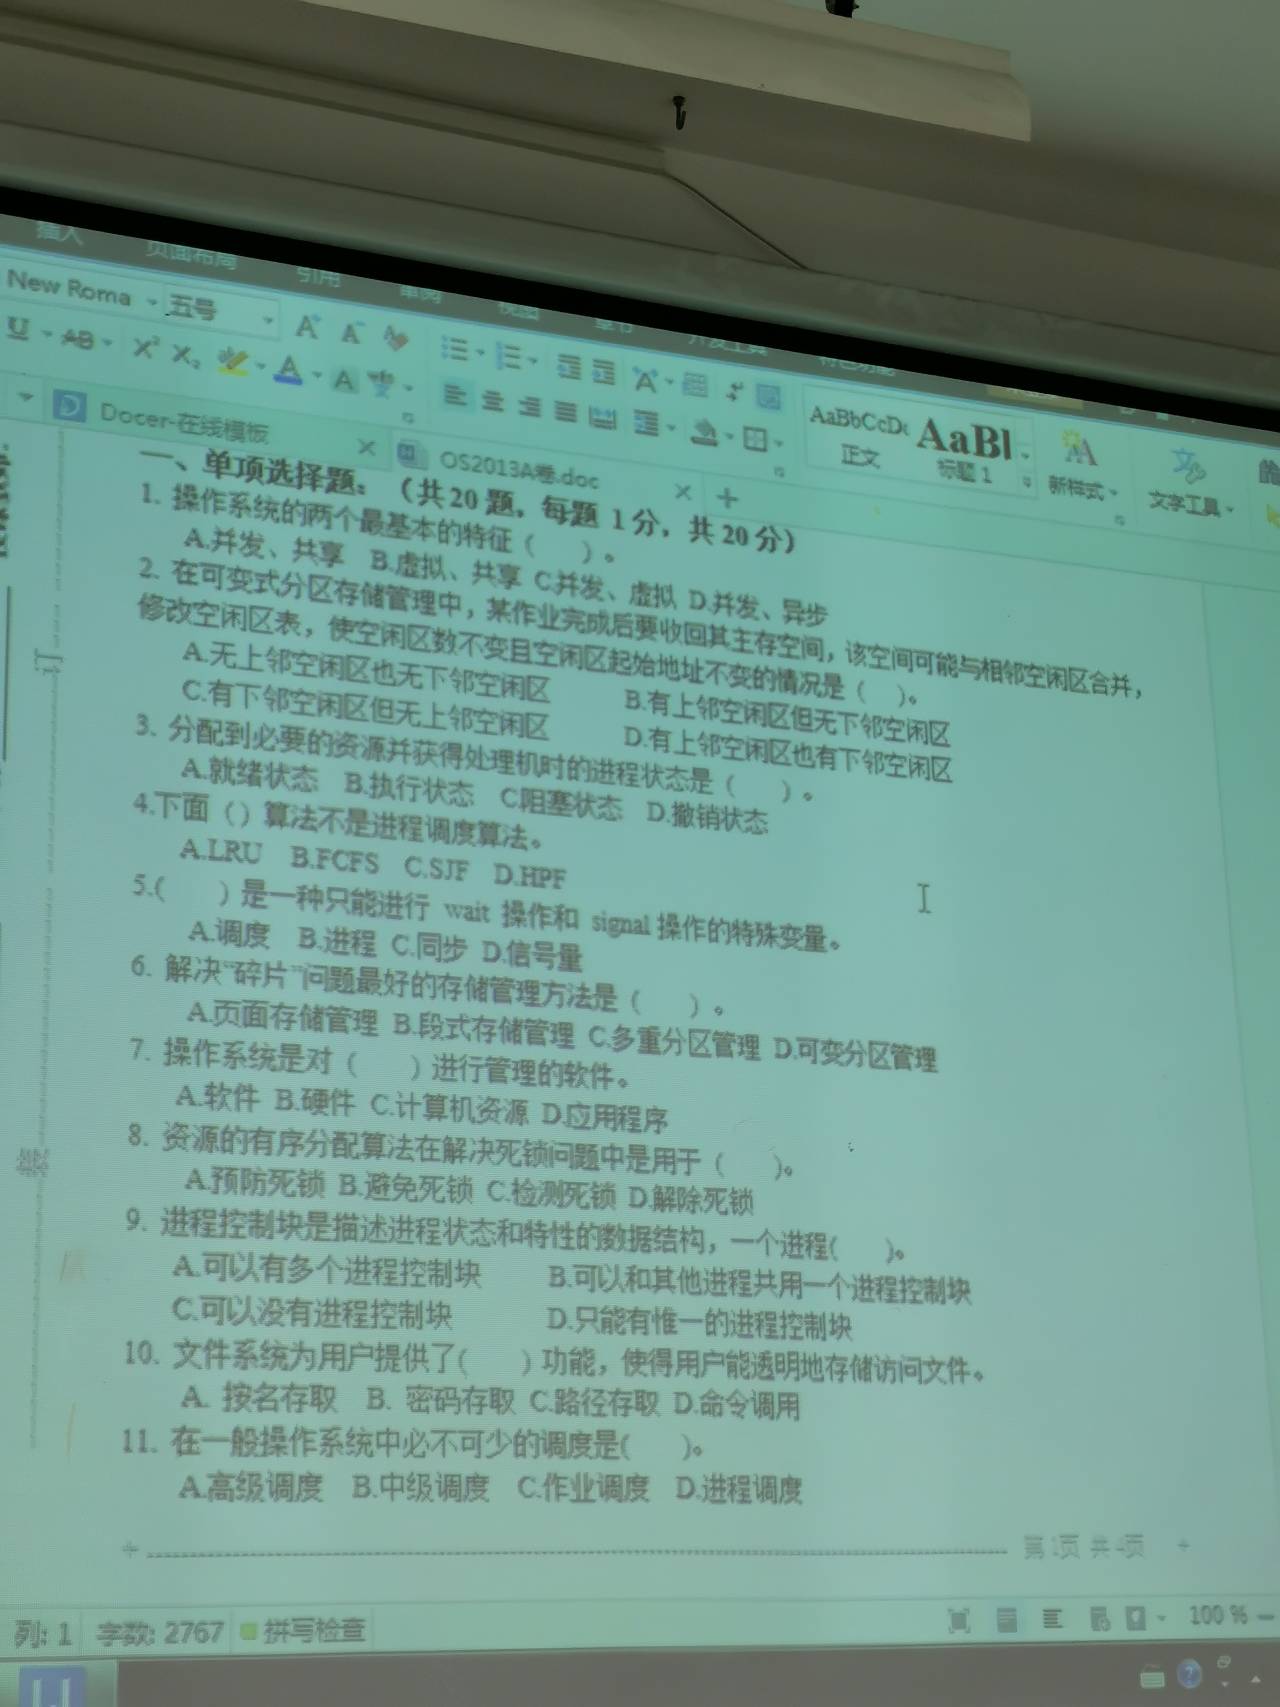 插入 页面布局 引用 审阅 视图 章节 开发工具 特色功能
New Roma 五号
AaBbCcDd AaBl
正文 标题 1 新样式 文字工具
Docer-在线模板 OS2013A卷.doc
一、单项选择题：（共 20 题，每题 1 分，共 20 分）
1. 操作系统的两个最基本的特征（ ）。
A.并发、共享 B.虚拟、共享 C.并发、虚拟 D.并发、异步
2. 在可变式分区存储管理中，某作业完成后要收回其主存空间，该空间可能与相邻空闲区合并，
修改空闲区表，使空闲区数不变且空闲区起始地址不变的情况是（ ）。
A.无上邻空闲区也无下邻空闲区 B.有上邻空闲区但无下邻空闲区
C.有下邻空闲区但无上邻空闲区 D.有上邻空闲区也有下邻空闲区
3. 分配到必要的资源并获得处理机时的进程状态是（ ）。
A.就绪状态 B.执行状态 C.阻塞状态 D.撤销状态
4.下面（）算法不是进程调度算法。
A.LRU B.FCFS C.SJF D.HPF
5.( ）是一种只能进行 wait 操作和 signal 操作的特殊变量。
A.调度 B.进程 C.同步 D.信号量
6. 解决“碎片”问题最好的存储管理方法是（ ）。
A.页面存储管理 B.段式存储管理 C.多重分区管理 D.可变分区管理
7. 操作系统是对（ ）进行管理的软件。
A.软件 B.硬件 C.计算机资源 D.应用程序
8. 资源的有序分配算法在解决死锁问题中是用于（ ）。
A.预防死锁 B.避免死锁 C.检测死锁 D.解除死锁
9. 进程控制块是描述进程状态和特性的数据结构，一个进程( )。
A.可以有多个进程控制块 B.可以和其他进程共用一个进程控制块
C.可以没有进程控制块 D.只能有惟一的进程控制块
10. 文件系统为用户提供了( ）功能，使得用户能透明地存储访问文件。
A. 按名存取 B. 密码存取 C.路径存取 D.命令调用
11. 在一般操作系统中必不可少的调度是( )。
A.高级调度 B.中级调度 C.作业调度 D.进程调度
第 1页 共 4页
列: 1 字数: 2767 拼写检查 100 %